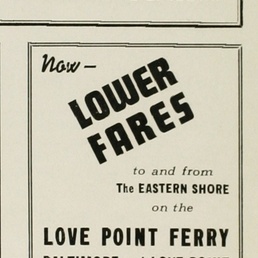 Now—
LOWER
FARES
to and from
The EASTERN SHORE
on the
LOVE POINT FERRY